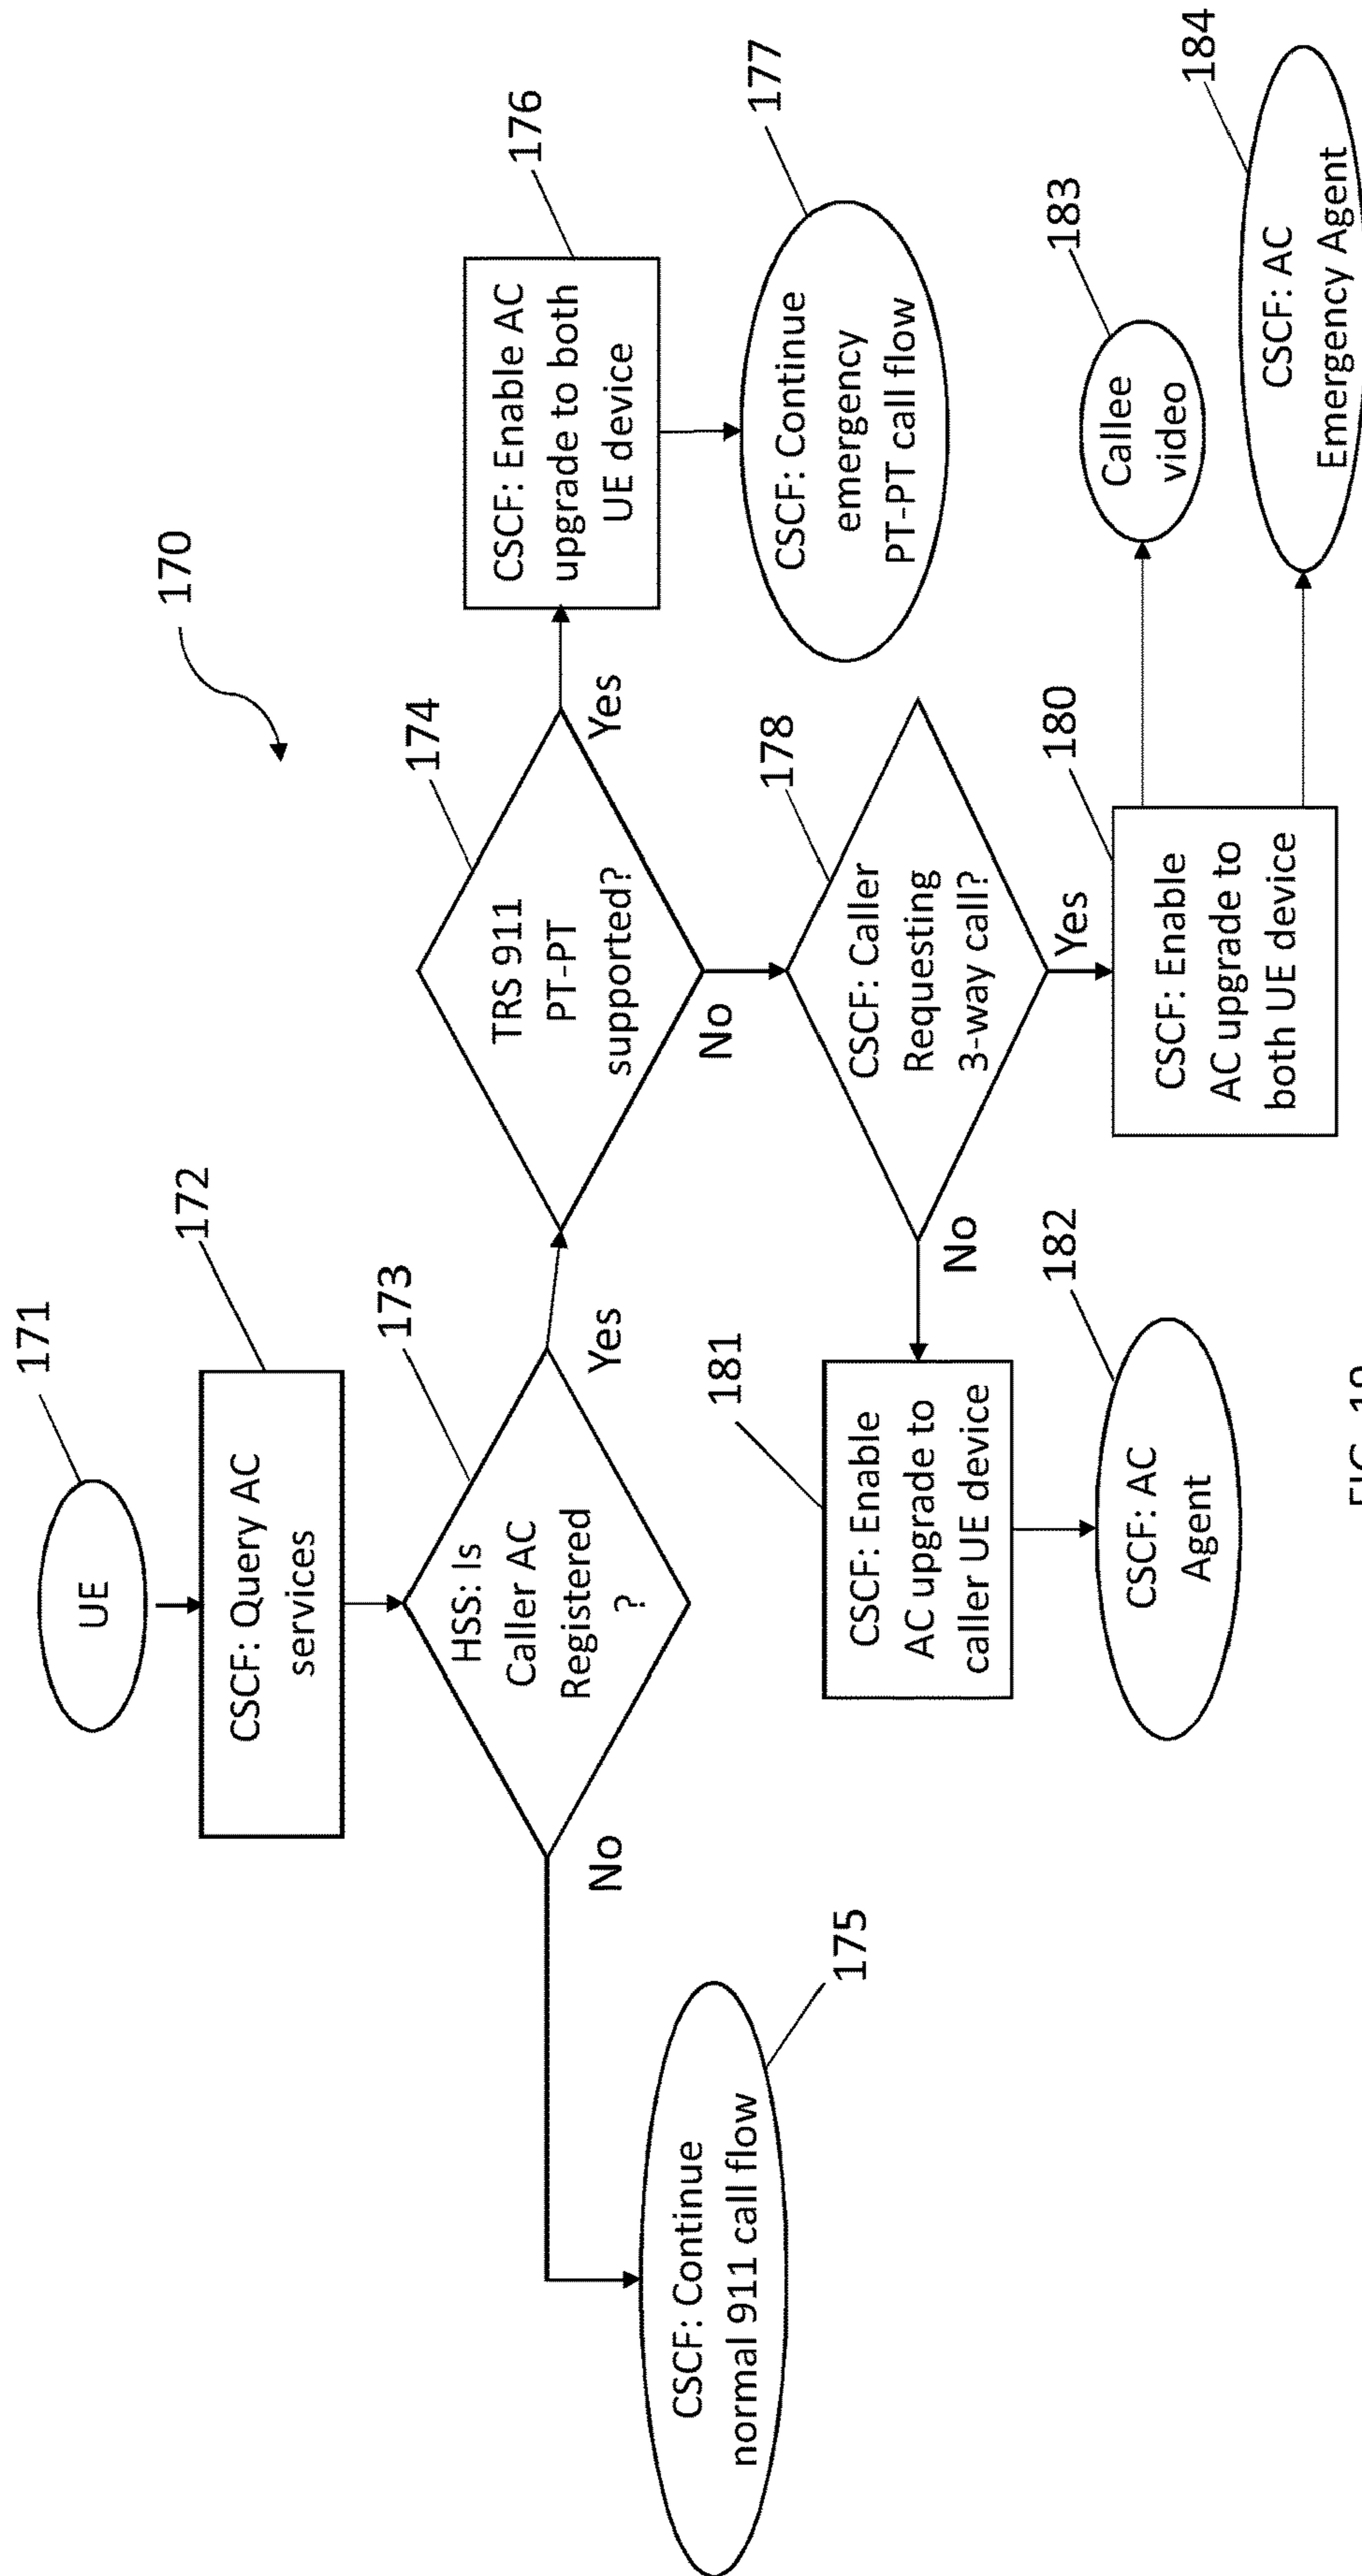 170
171
UE
172
CSCF: Query AC
services
173
HSS: Is
Caller AC
Registered
?
No
Yes
174
TRS 911
PT-PT
supported?
Yes
No
176
CSCF: Enable AC
upgrade to both
UE device
177
CSCF: Continue
emergency
PT-PT call flow
CSCF: Continue
normal 911 call flow
175
178
CSCF: Caller
Requesting
3-way call?
No
Yes
181
CSCF: Enable
AC upgrade to
caller UE device
182
CSCF: AC
Agent
180
CSCF: Enable
AC upgrade to
both UE device
183
Callee
video
184
CSCF: AC
Emergency Agent
FIG.